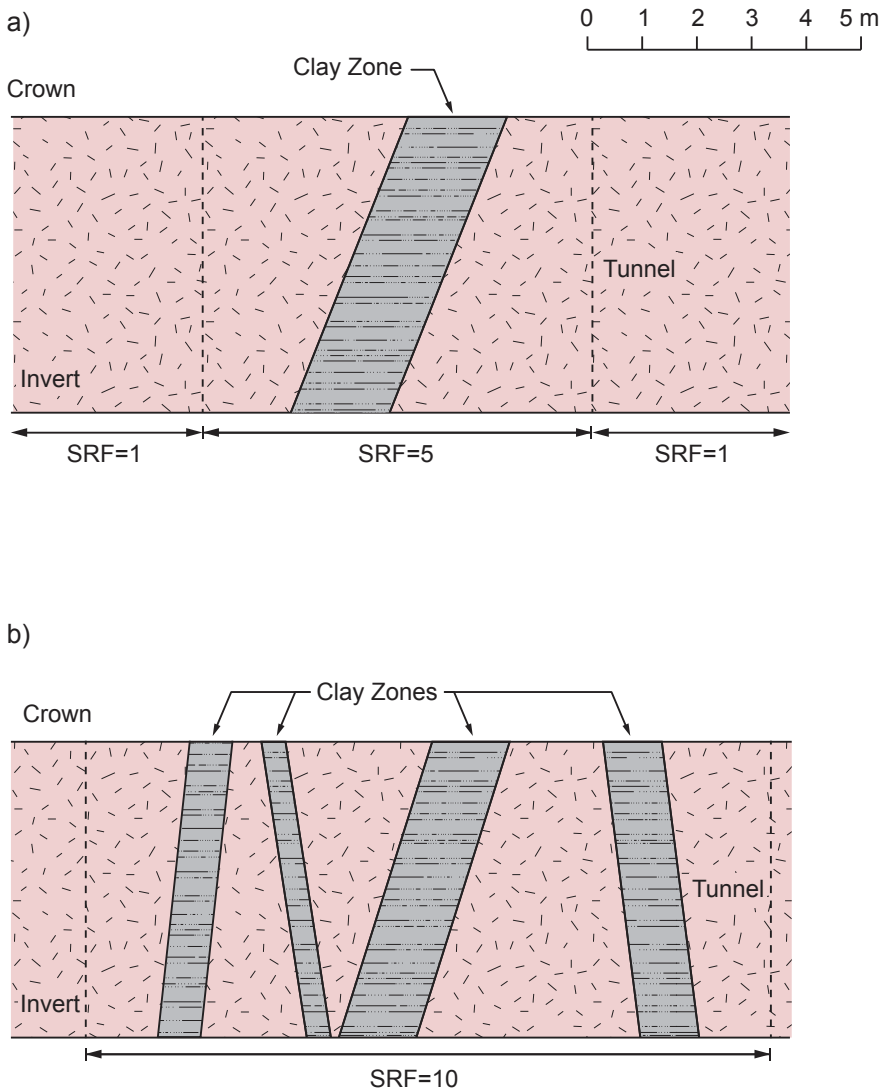 a)
0 1 2 3 4 5 m
Clay Zone
Crown
Tunnel
Invert
SRF=1 SRF=5 SRF=1
b)
Clay Zones
Crown
Tunnel
Invert
SRF=10